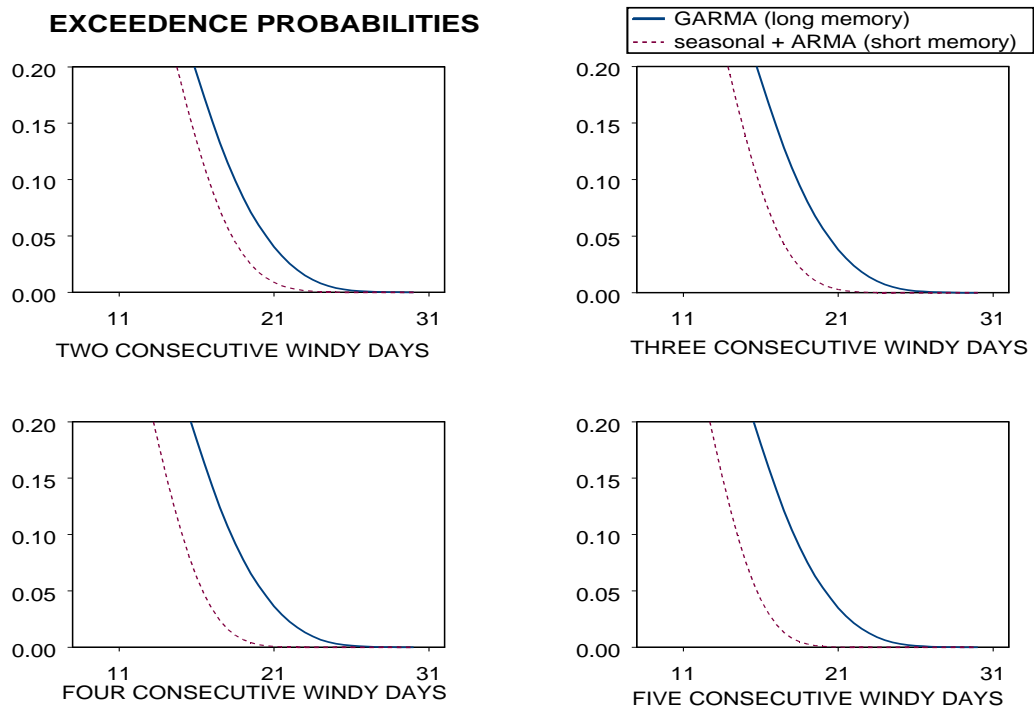 EXCEEDENCE PROBABILITIES
GARMA (long memory)
seasonal + ARMA (short memory)
0.20
0.15
0.10
0.05
0.00
11 21 31
TWO CONSECUTIVE WINDY DAYS
0.20
0.15
0.10
0.05
0.00
11 21 31
THREE CONSECUTIVE WINDY DAYS
0.20
0.15
0.10
0.05
0.00
11 21 31
FOUR CONSECUTIVE WINDY DAYS
0.20
0.15
0.10
0.05
0.00
11 21 31
FIVE CONSECUTIVE WINDY DAYS